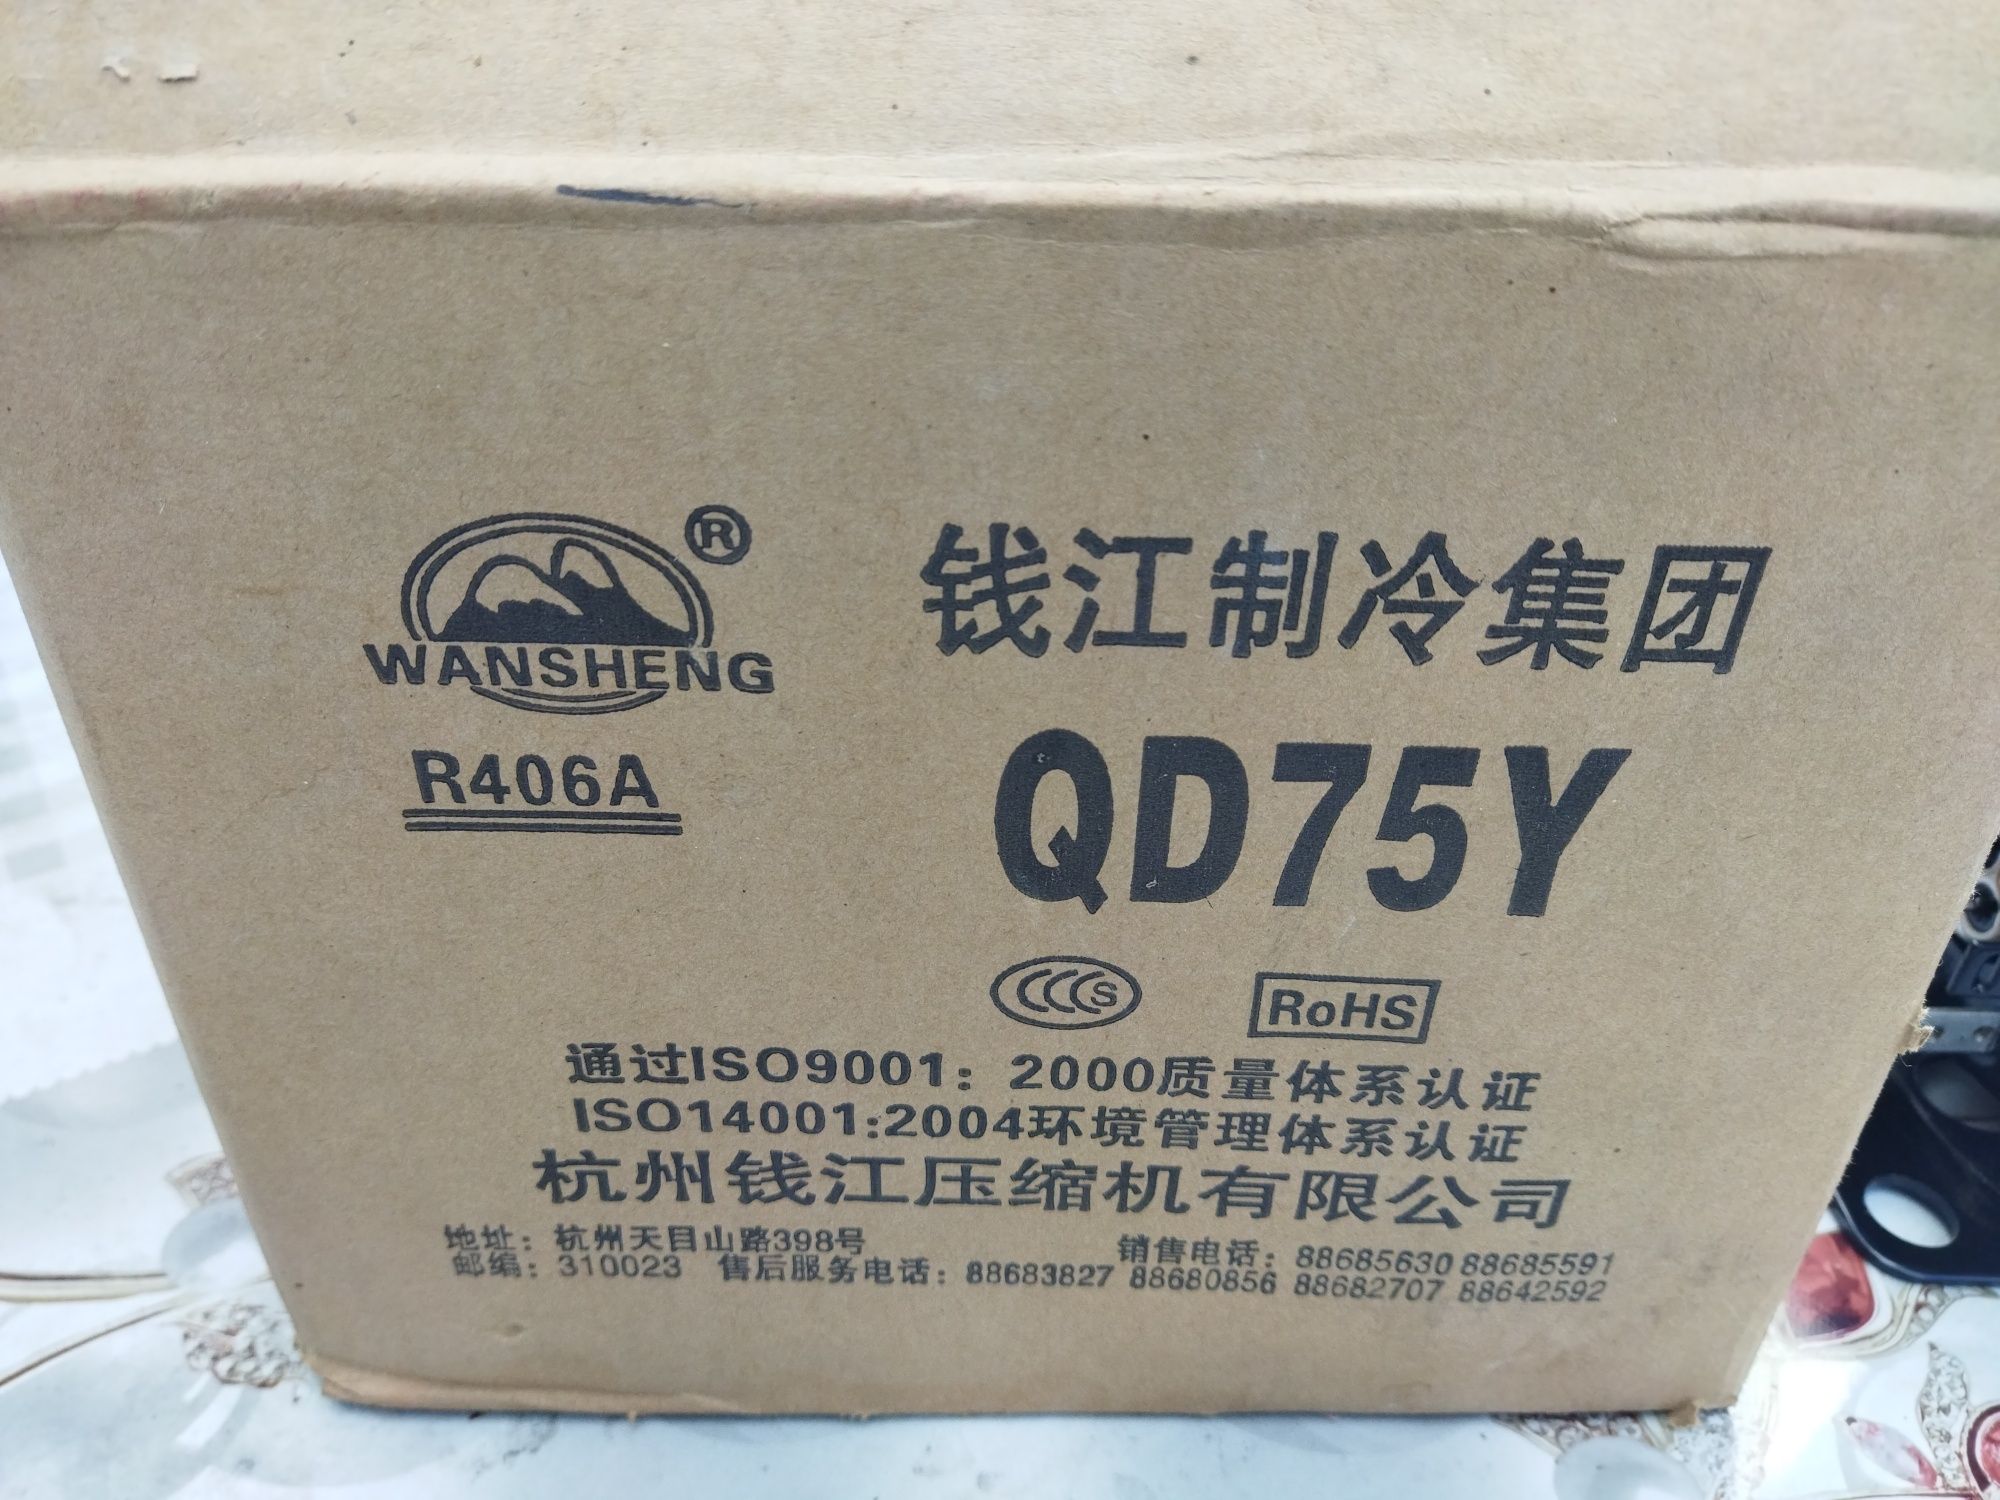 WANSHENG ®
钱江制冷集团
R406A
QD75Y
CCCS
RoHS
通过ISO9001：2000质量体系认证
ISO14001:2004环境管理体系认证
杭州钱江压缩机有限公司
地址：杭州天目山路398号 销售电话：88685630 88685591
邮编：310023 售后服务电话：88683827 88680856 88682707 88642592